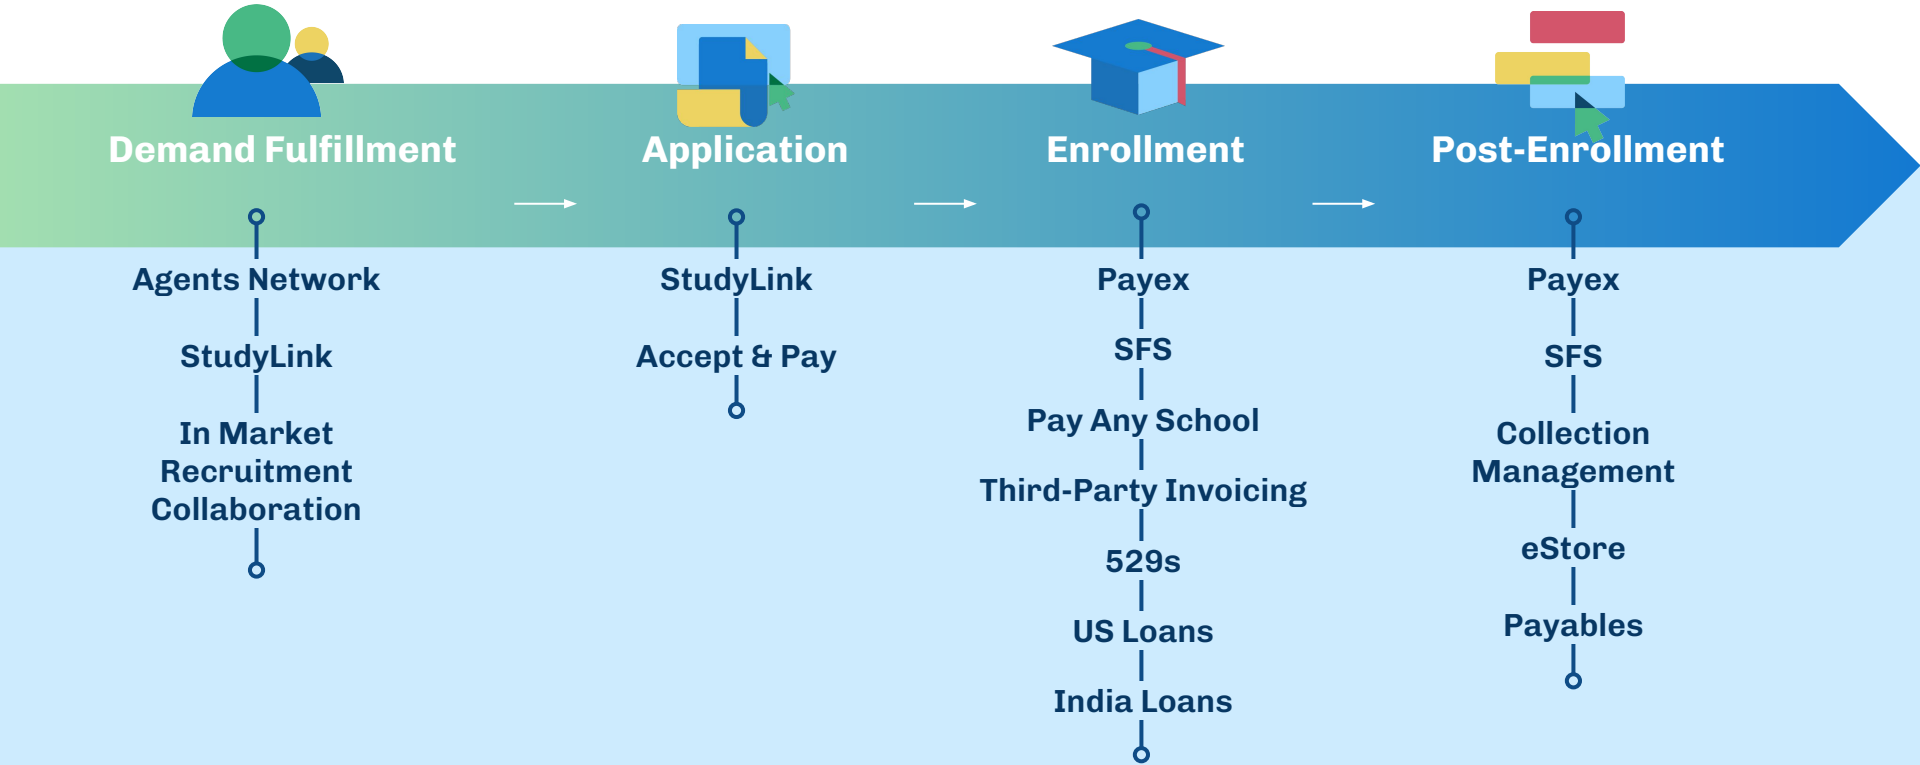 Demand Fulfillment
Application
Enrollment
Post-Enrollment
Agents Network
StudyLink
In Market
Recruitment
Collaboration
StudyLink
Accept & Pay
Payex
SFS
Pay Any School
Third-Party Invoicing
529s
US Loans
India Loans
Payex
SFS
Collection
Management
eStore
Payables